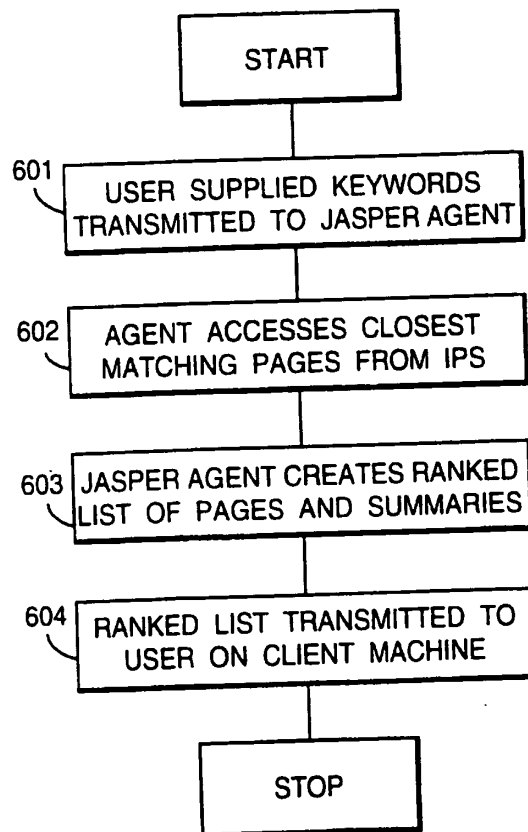 START
601
USER SUPPLIED KEYWORDS
TRANSMITTED TO JASPER AGENT
602
AGENT ACCESSES CLOSEST
MATCHING PAGES FROM IPS
603
JASPER AGENT CREATES RANKED
LIST OF PAGES AND SUMMARIES
604
RANKED LIST TRANSMITTED TO
USER ON CLIENT MACHINE
STOP